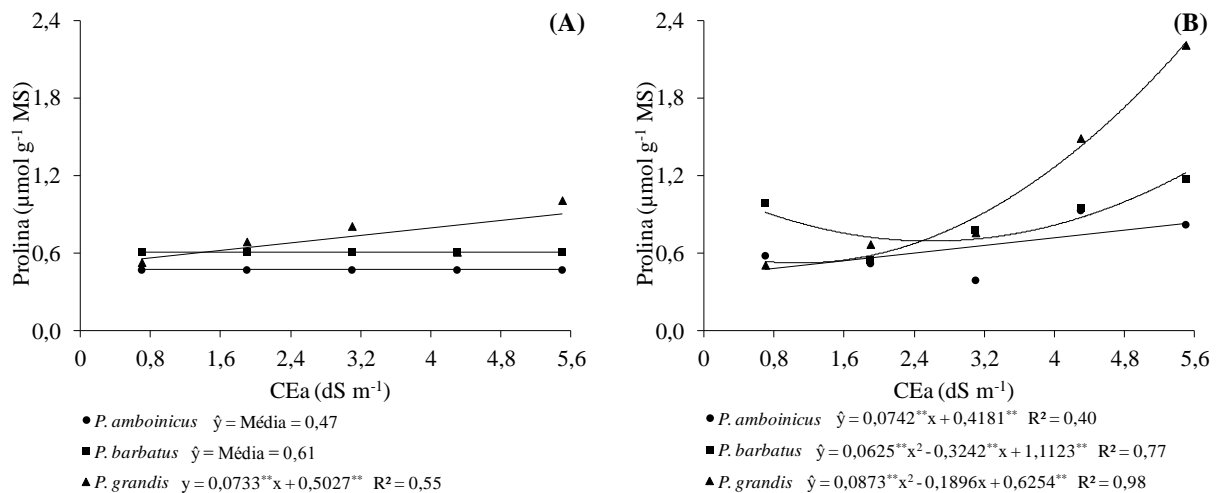 (A)
2,4
1,8
1,2
0,6
0,0
Prolina (µmol g⁻¹ MS)
0 0,8 1,6 2,4 3,2 4 4,8 5,6
CEa (dS m⁻¹)
P. amboinicus ŷ = Média = 0,47
P. barbatus ŷ = Média = 0,61
P. grandis y = 0,0733**x + 0,5027** R² = 0,55
(B)
2,4
1,8
1,2
0,6
0,0
Prolina (µmol g⁻¹ MS)
0 0,8 1,6 2,4 3,2 4 4,8 5,6
CEa (dS m⁻¹)
P. amboinicus ŷ = 0,0742**x + 0,4181** R² = 0,40
P. barbatus ŷ = 0,0625**x² - 0,3242**x + 1,1123** R² = 0,77
P. grandis ŷ = 0,0873**x² - 0,1896x + 0,6254** R² = 0,98